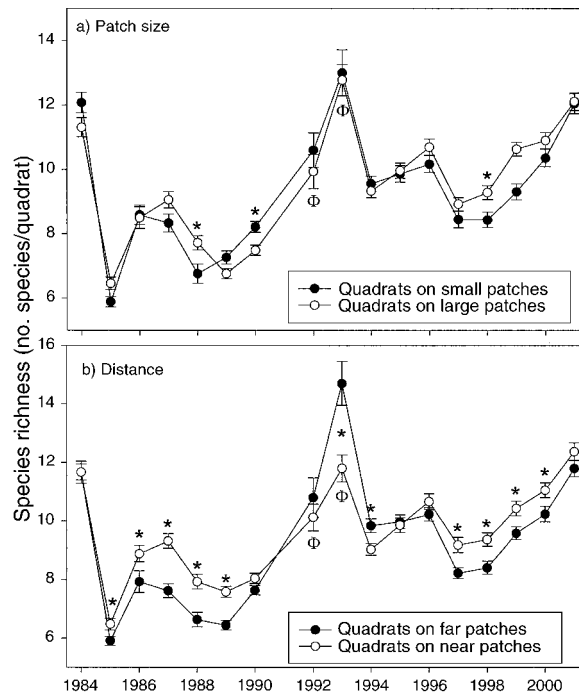 a) Patch size
14
12
10
8
6
Φ
Φ
*
*
*
Quadrats on small patches
Quadrats on large patches
Species richness (no. species/quadrat)
16
b) Distance
14
12
10
8
6
*
*
*
*
*
*
*
*
*
*
*
Φ
Φ
Quadrats on far patches
Quadrats on near patches
1984 1986 1988 1990 1992 1994 1996 1998 2000